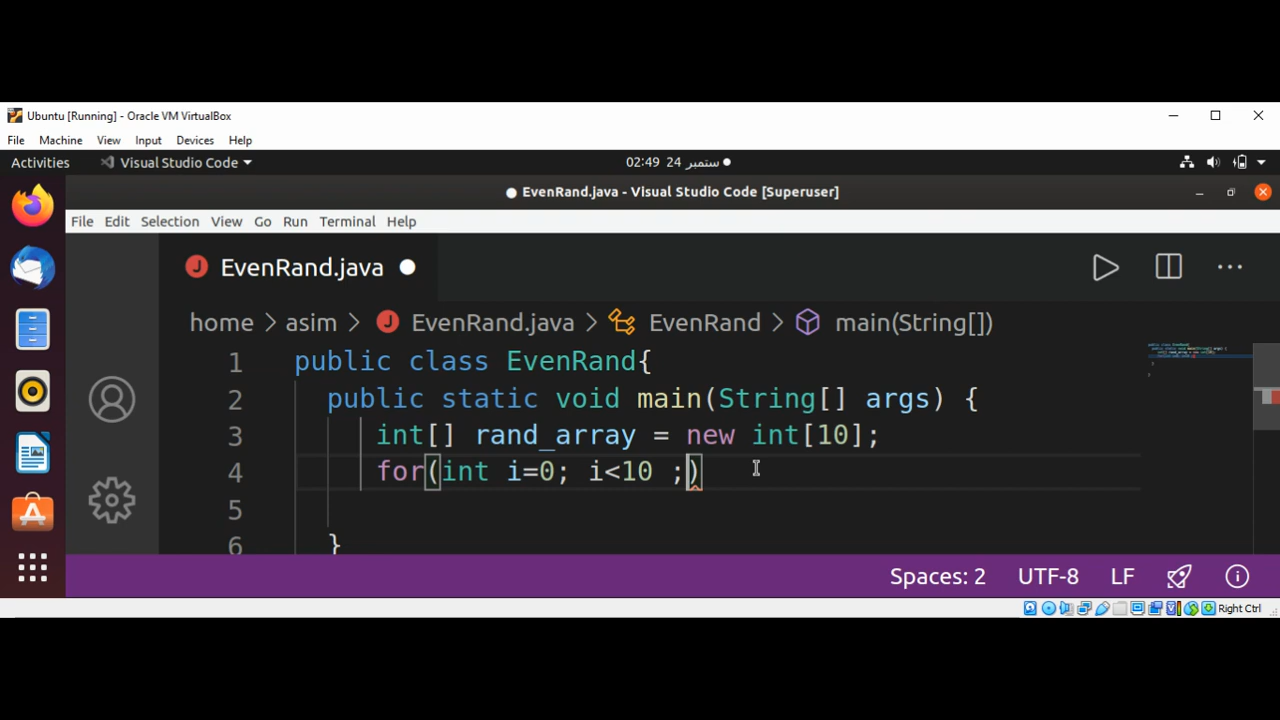 Ubuntu [Running] - Oracle VM VirtualBox
File Machine View Input Devices Help
Activities Visual Studio Code 02:49 24 ستمبر
● EvenRand.java - Visual Studio Code [Superuser]
File Edit Selection View Go Run Terminal Help
J EvenRand.java ●
home > asim > J EvenRand.java > EvenRand > main(String[])
1 public class EvenRand{
2 public static void main(String[] args) {
3 int[] rand_array = new int[10];
4 for(int i=0; i<10 ;)
5
6 }
Spaces: 2 UTF-8 LF
Right Ctrl